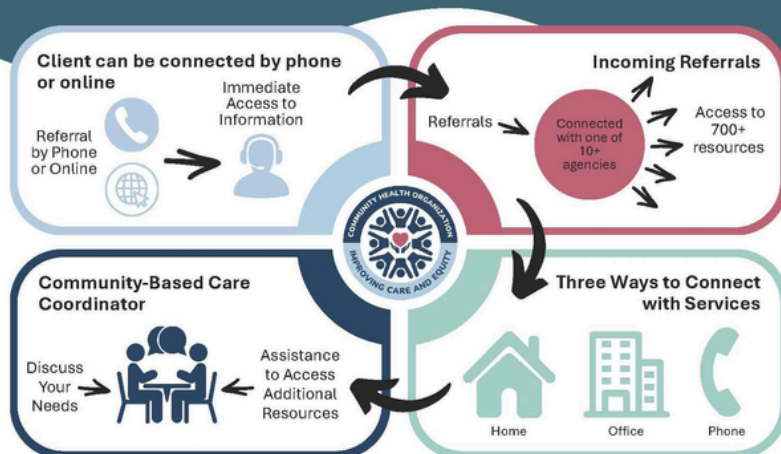 Client can be connected by phone
or online
Referral
by Phone
or Online
Immediate
Access to
Information
Incoming Referrals
Referrals
Connected
with one of
10+
agencies
Access to
700+
resources
COMMUNITY HEALTH ORGANIZATION
IMPROVING CARE AND EQUITY
Community-Based Care
Coordinator
Discuss
Your
Needs
Assistance
to Access
Additional
Resources
Three Ways to Connect
with Services
Home
Office
Phone